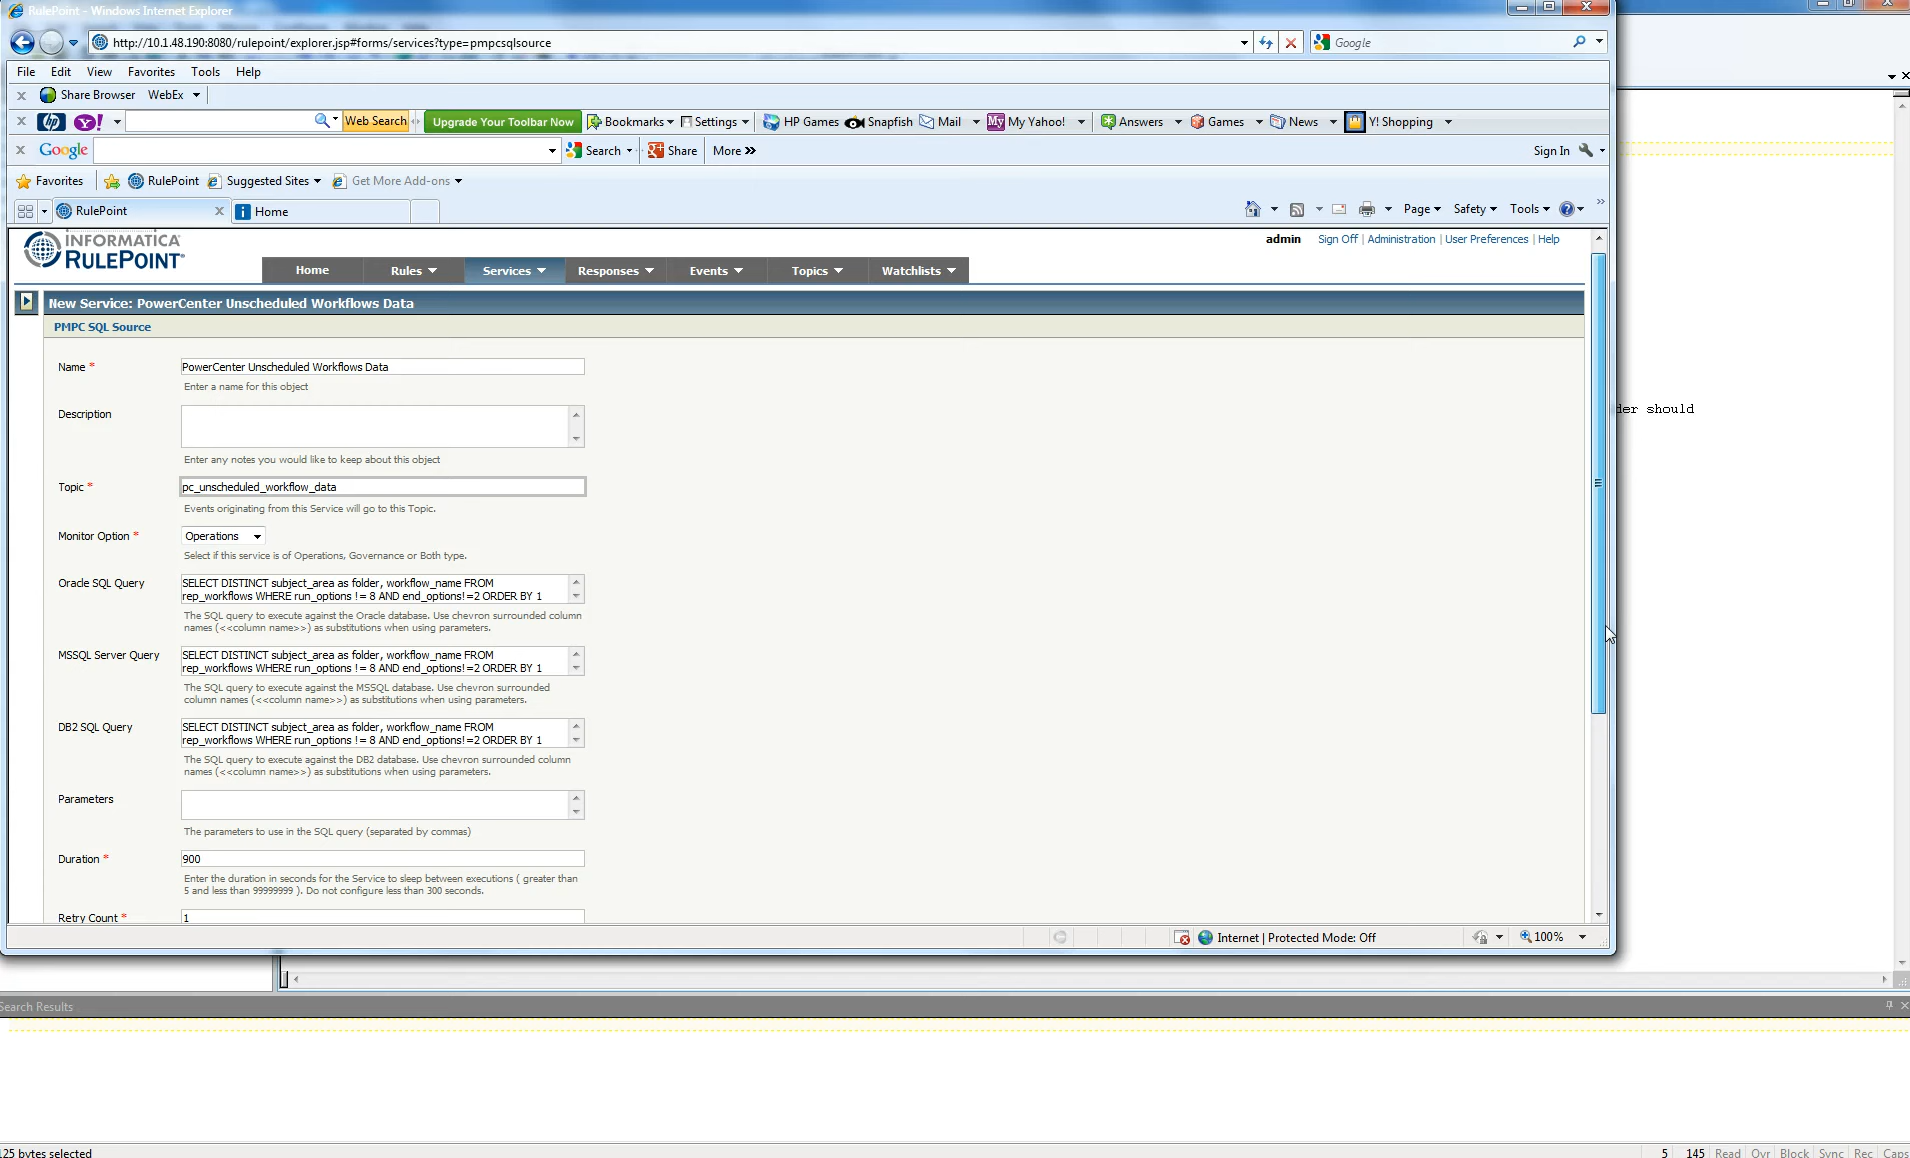 RulePoint - Windows Internet Explorer
http://10.1.48.190:8080/rulepoint/explorer.jsp#forms/services?type=pmpcsqlsource
Google
File Edit View Favorites Tools Help
x Share Browser WebEx
x hp Y! Web Search Upgrade Your Toolbar Now Bookmarks Settings HP Games Snapfish Mail My My Yahoo! Answers Games News Y! Shopping
x Google Search Share More » Sign In
Favorites RulePoint Suggested Sites Get More Add-ons
RulePoint x Home Page Safety Tools »
INFORMATICA
RULEPOINT
admin Sign Off | Administration | User Preferences | Help
Home Rules Services Responses Events Topics Watchlists
New Service: PowerCenter Unscheduled Workflows Data
PMPC SQL Source
Name * PowerCenter Unscheduled Workflows Data
Enter a name for this object
Description
der should
Enter any notes you would like to keep about this object
Topic * pc_unscheduled_workflow_data
Events originating from this Service will go to this Topic.
Monitor Option * Operations
Select if this service is of Operations, Governance or Both type.
Oracle SQL Query SELECT DISTINCT subject_area as folder, workflow_name FROM
rep_workflows WHERE run_options != 8 AND end_options!=2 ORDER BY 1
The SQL query to execute against the Oracle database. Use chevron surrounded column
names (<<column name>>) as substitutions when using parameters.
MSSQL Server Query SELECT DISTINCT subject_area as folder, workflow_name FROM
rep_workflows WHERE run_options != 8 AND end_options!=2 ORDER BY 1
The SQL query to execute against the MSSQL database. Use chevron surrounded
column names (<<column name>>) as substitutions when using parameters.
DB2 SQL Query SELECT DISTINCT subject_area as folder, workflow_name FROM
rep_workflows WHERE run_options != 8 AND end_options!=2 ORDER BY 1
The SQL query to execute against the DB2 database. Use chevron surrounded column
names (<<column name>>) as substitutions when using parameters.
Parameters
The parameters to use in the SQL query (separated by commas)
Duration * 900
Enter the duration in seconds for the Service to sleep between executions ( greater than
5 and less than 99999999 ). Do not configure less than 300 seconds.
Retry Count * 1
Internet | Protected Mode: Off 100%
Search Results
125 bytes selected 5 145 Read Ovr Block Sync Rec Caps